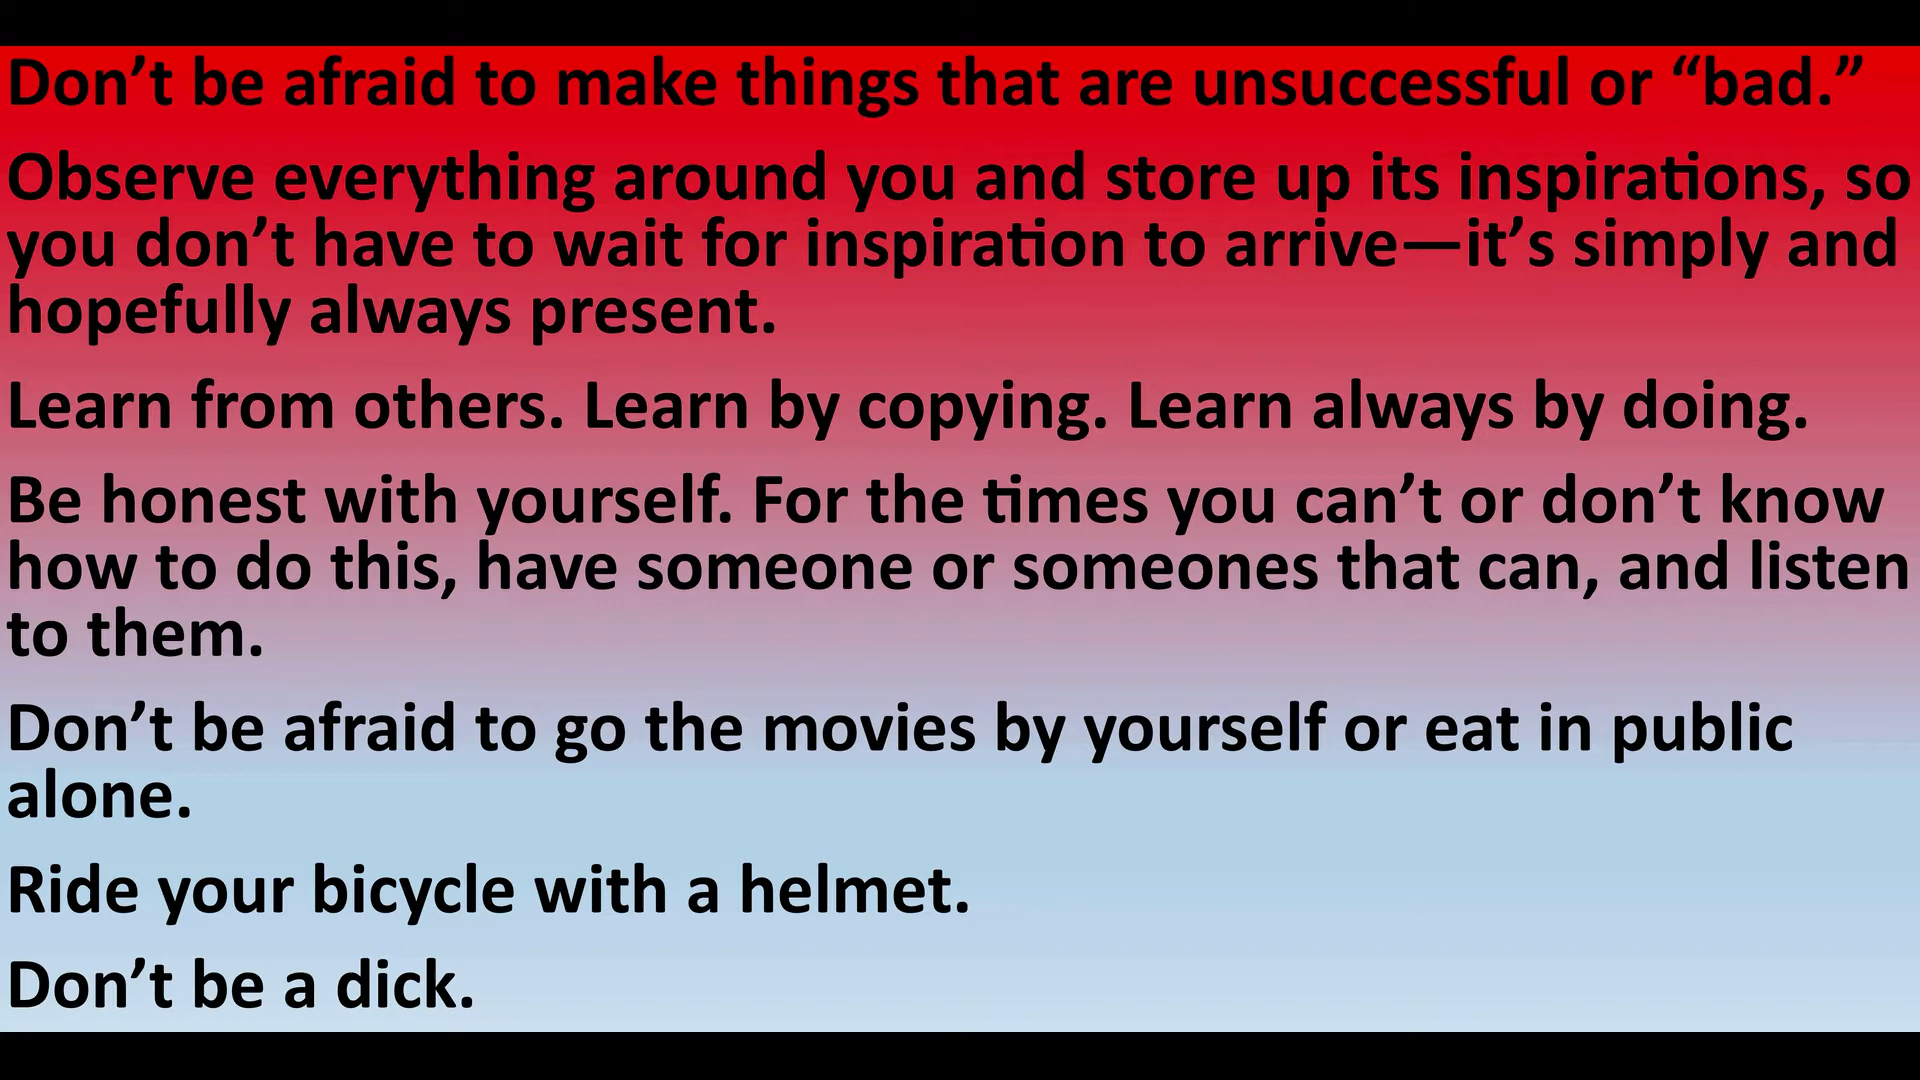 Don’t be afraid to make things that are unsuccessful or “bad.”
Observe everything around you and store up its inspirations, so
you don’t have to wait for inspiration to arrive—it’s simply and
hopefully always present.
Learn from others. Learn by copying. Learn always by doing.
Be honest with yourself. For the times you can’t or don’t know
how to do this, have someone or someones that can, and listen
to them.
Don’t be afraid to go the movies by yourself or eat in public
alone.
Ride your bicycle with a helmet.
Don’t be a dick.